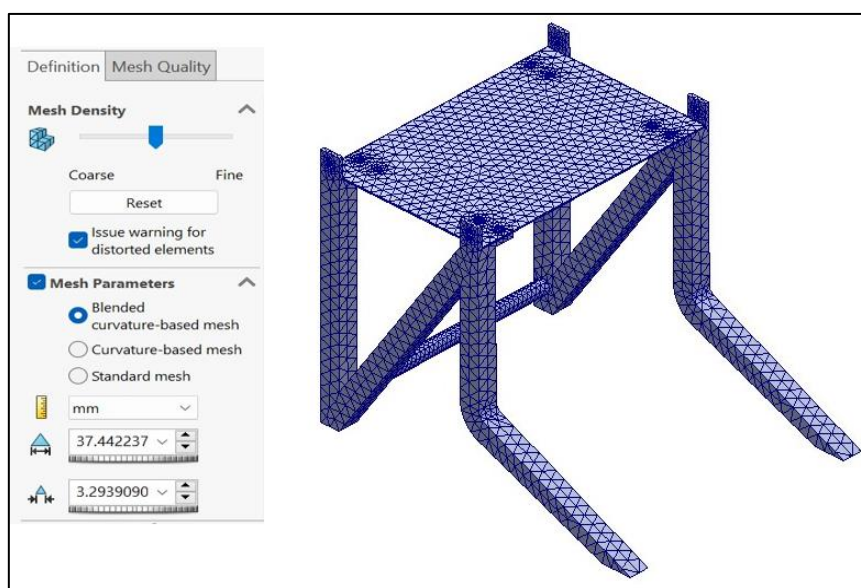 Definition
Mesh Quality
Mesh Density
Coarse
Fine
Reset
Issue warning for
distorted elements
Mesh Parameters
Blended
curvature-based mesh
Curvature-based mesh
Standard mesh
mm
37.442237
3.2939090